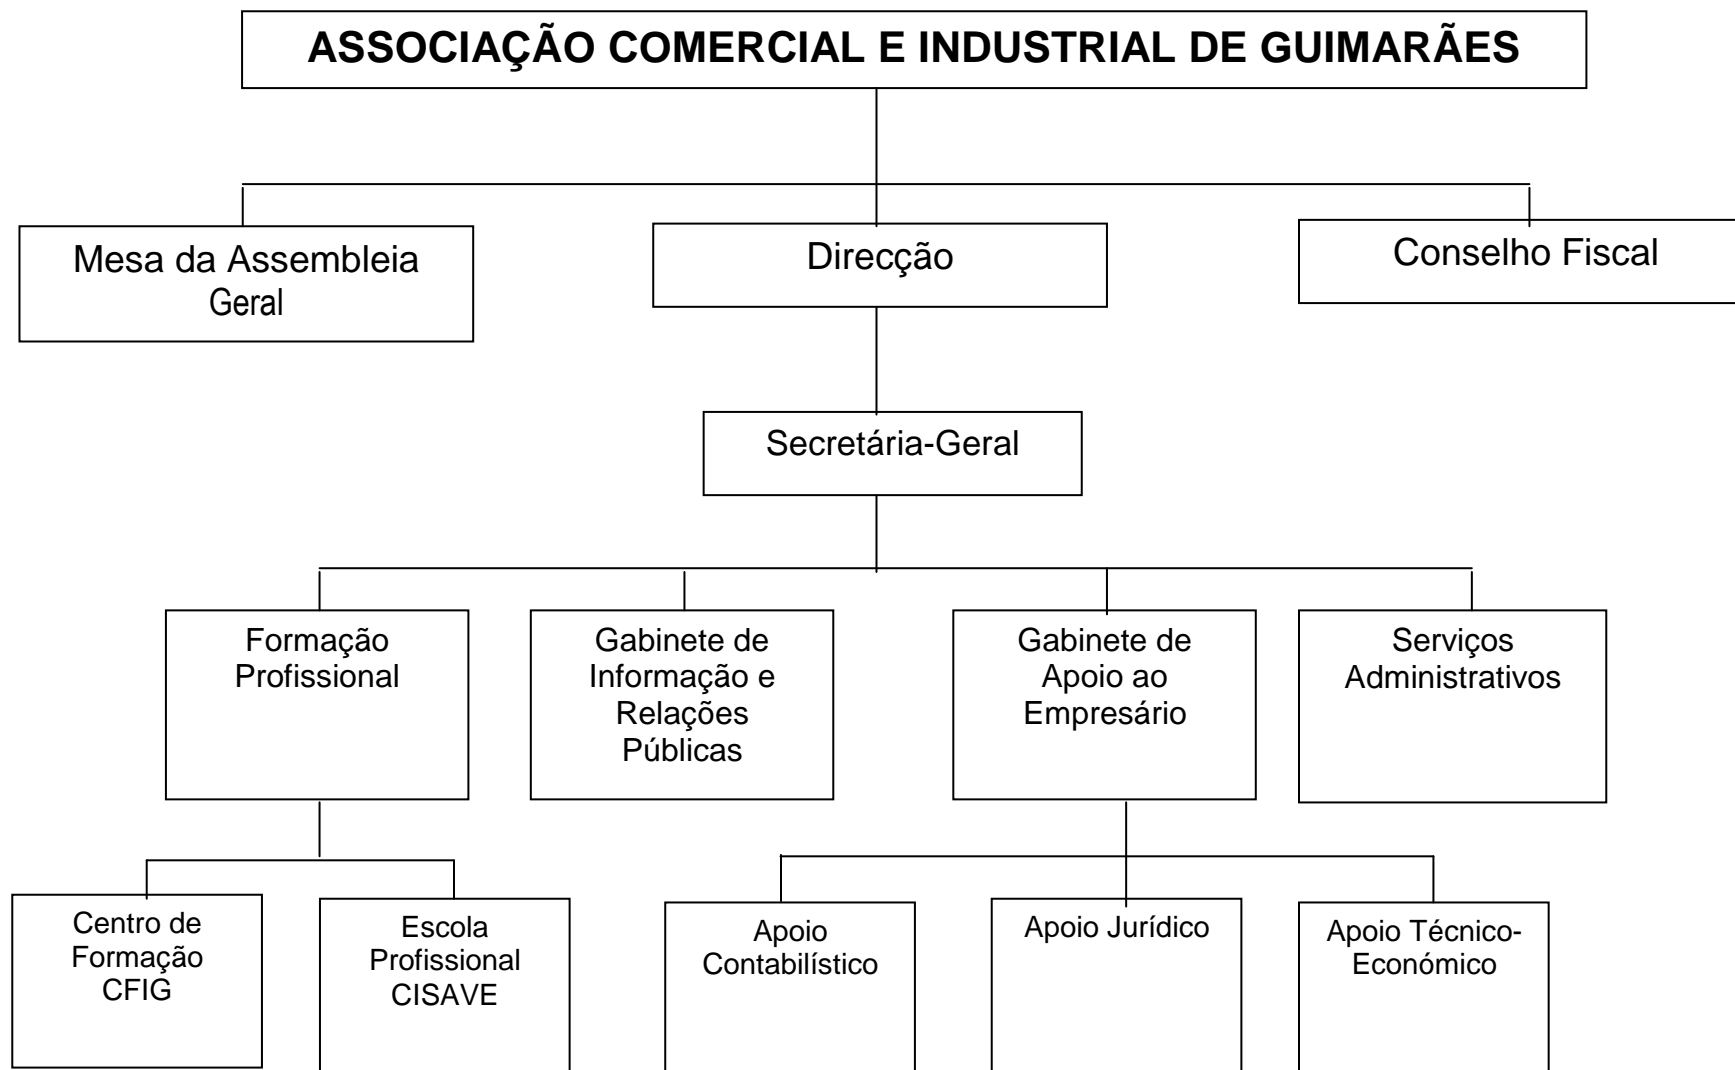 ASSOCIAÇÃO COMERCIAL E INDUSTRIAL DE GUIMARÃES
Mesa da Assembleia
Geral
Direcção
Conselho Fiscal
Secretária-Geral
Formação
Profissional
Gabinete de
Informação e
Relações
Públicas
Gabinete de
Apoio ao
Empresário
Serviços
Administrativos
Centro de
Formação
CFIG
Escola
Profissional
CISAVE
Apoio
Contabilístico
Apoio Jurídico
Apoio Técnico-
Económico